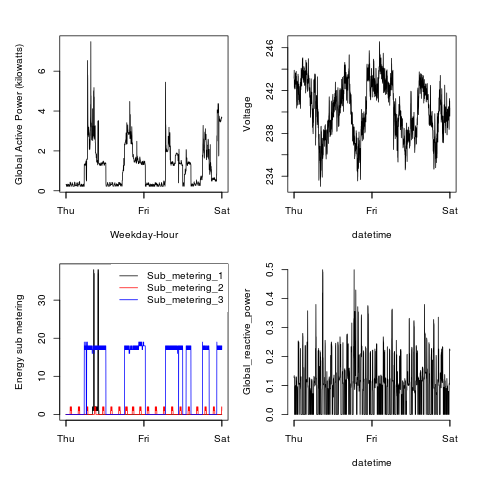 Global Active Power (kilowatts)
6
4
2
0
Thu
Fri
Sat
Weekday-Hour
Voltage
246
242
238
234
Thu
Fri
Sat
datetime
Energy sub metering
30
20
10
0
Sub_metering_1
Sub_metering_2
Sub_metering_3
Thu
Fri
Sat
Global_reactive_power
0.5
0.4
0.3
0.2
0.1
0.0
Thu
Fri
Sat
datetime